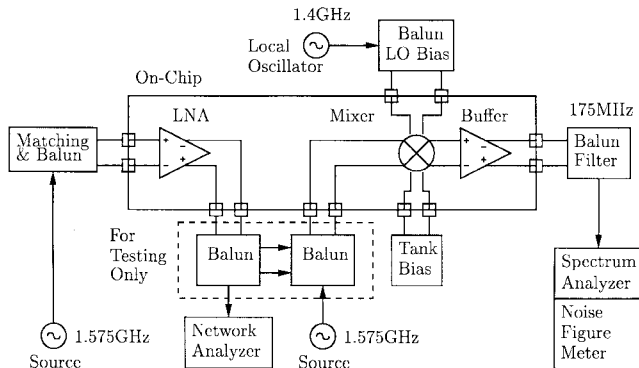 1.4GHz
Local
Oscillator
Balun
LO Bias
On-Chip
LNA
Mixer
Buffer
175MHz
Matching
& Balun
+
−
−
+
+
−
−
+
Balun
Filter
For
Testing
Only
Balun
Balun
Tank
Bias
Spectrum
Analyzer
Noise
Figure
Meter
1.575GHz
Source
Network
Analyzer
1.575GHz
Source